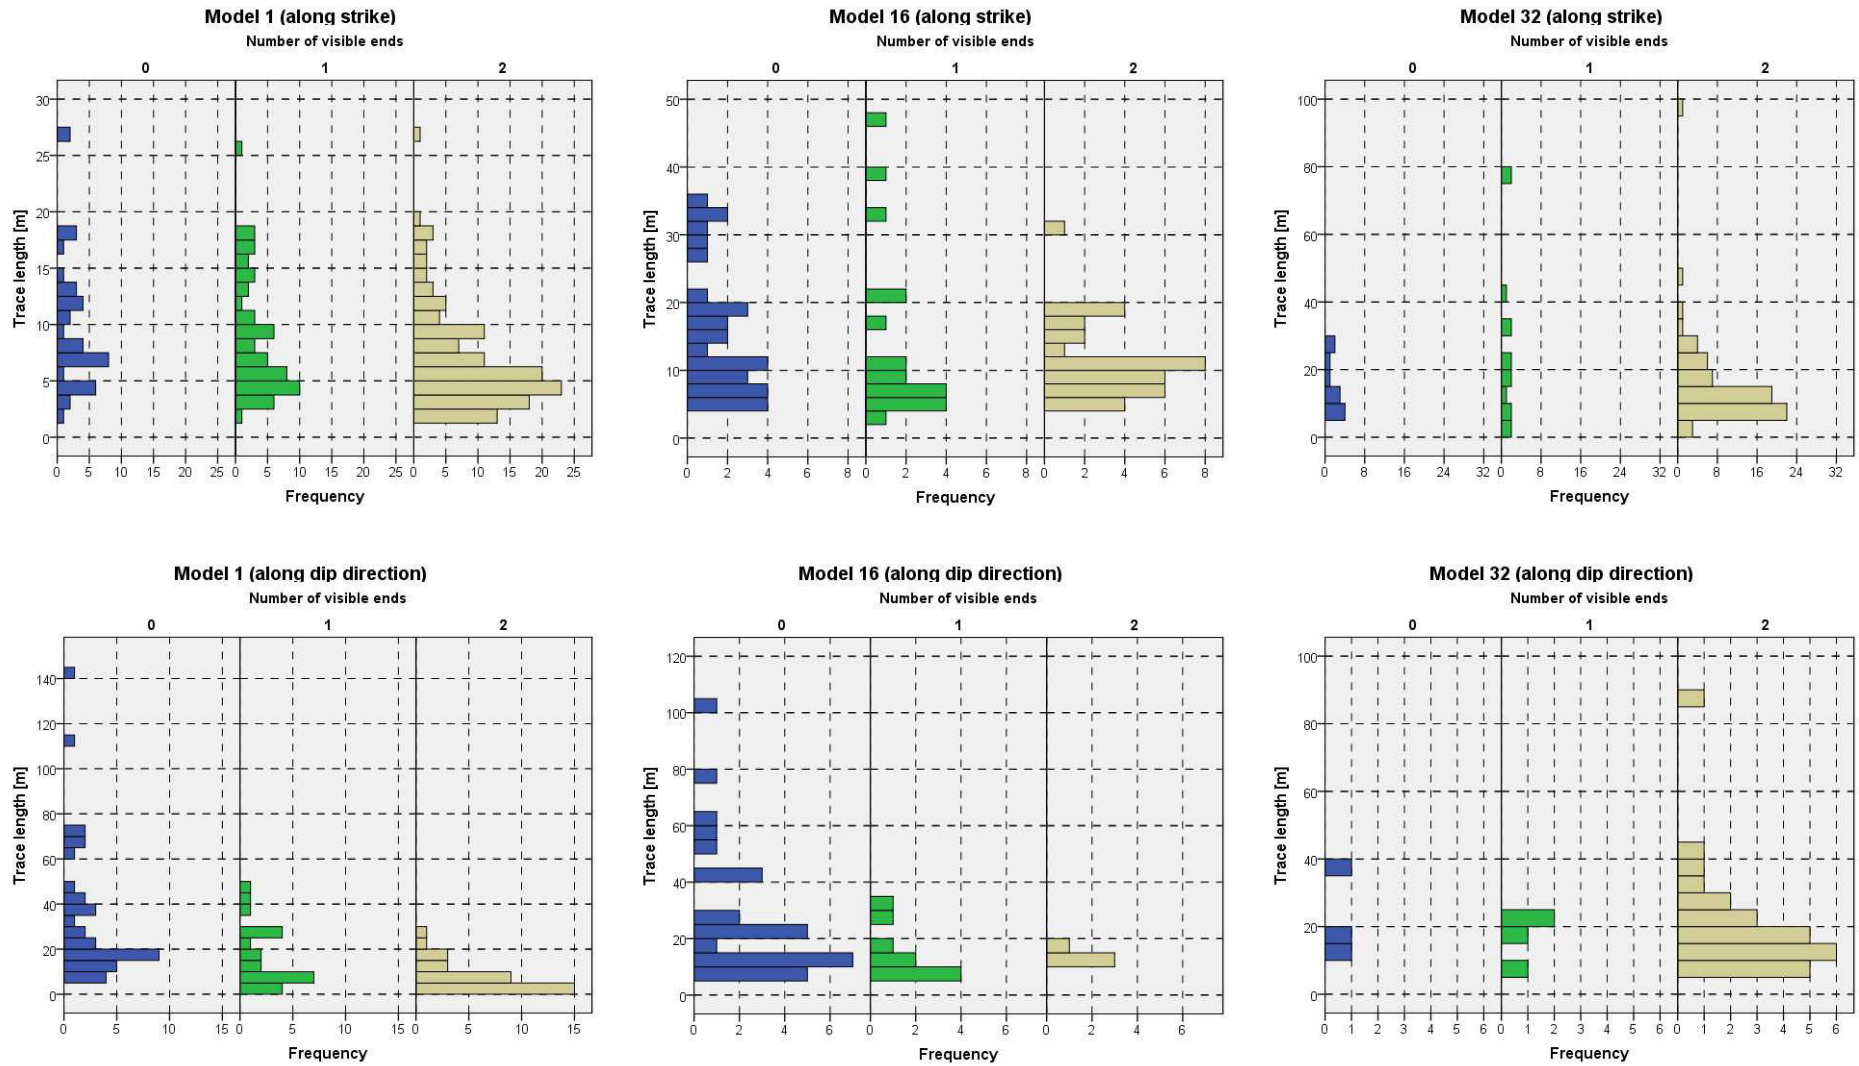 Model 1 (along strike)
Number of visible ends
0 1 2
Trace length [m]
30
25
20
15
10
5
0
0 5 10 15 20 25 0 5 10 15 20 25 0 5 10 15 20 25
Frequency
Model 16 (along strike)
Number of visible ends
0 1 2
Trace length [m]
50
40
30
20
10
0
0 2 4 6 8 0 2 4 6 8 0 2 4 6 8
Frequency
Model 32 (along strike)
Number of visible ends
0 1 2
Trace length [m]
100
80
60
40
20
0
0 8 16 24 32 0 8 16 24 32 0 8 16 24 32
Frequency
Model 1 (along dip direction)
Number of visible ends
0 1 2
Trace length [m]
140
120
100
80
60
40
20
0
0 5 10 15 0 5 10 15 0 5 10 15
Frequency
Model 16 (along dip direction)
Number of visible ends
0 1 2
Trace length [m]
120
100
80
60
40
20
0
0 2 4 6 0 2 4 6 0 2 4 6
Frequency
Model 32 (along dip direction)
Number of visible ends
0 1 2
Trace length [m]
100
80
60
40
20
0
0 1 2 3 4 5 6 0 1 2 3 4 5 6 0 1 2 3 4 5 6
Frequency